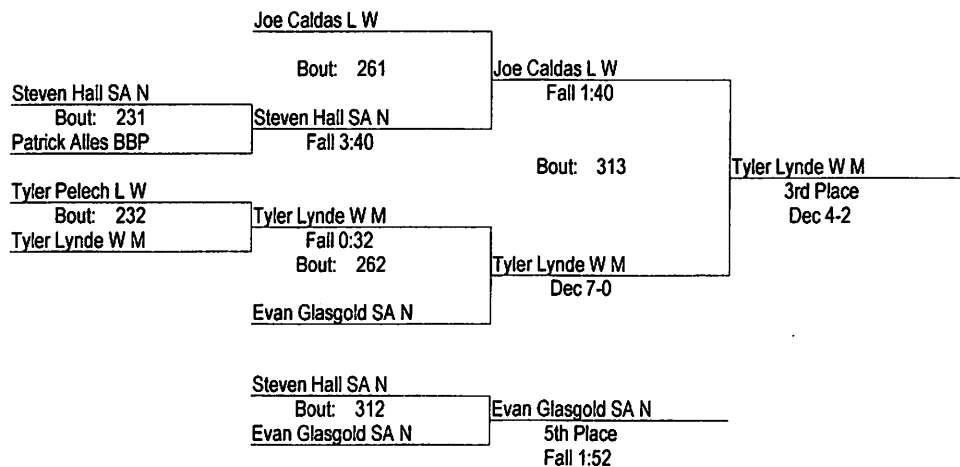 Joe Caldas L W
Bout: 261
Joe Caldas L W
Fall 1:40
Steven Hall SA N
Bout: 231
Patrick Alles BBP
Steven Hall SA N
Fall 3:40
Bout: 313
Tyler Lynde W M
3rd Place
Dec 4-2
Tyler Pelech L W
Bout: 232
Tyler Lynde W M
Tyler Lynde W M
Fall 0:32
Bout: 262
Tyler Lynde W M
Dec 7-0
Evan Glasgold SA N
Steven Hall SA N
Bout: 312
Evan Glasgold SA N
Evan Glasgold SA N
5th Place
Fall 1:52